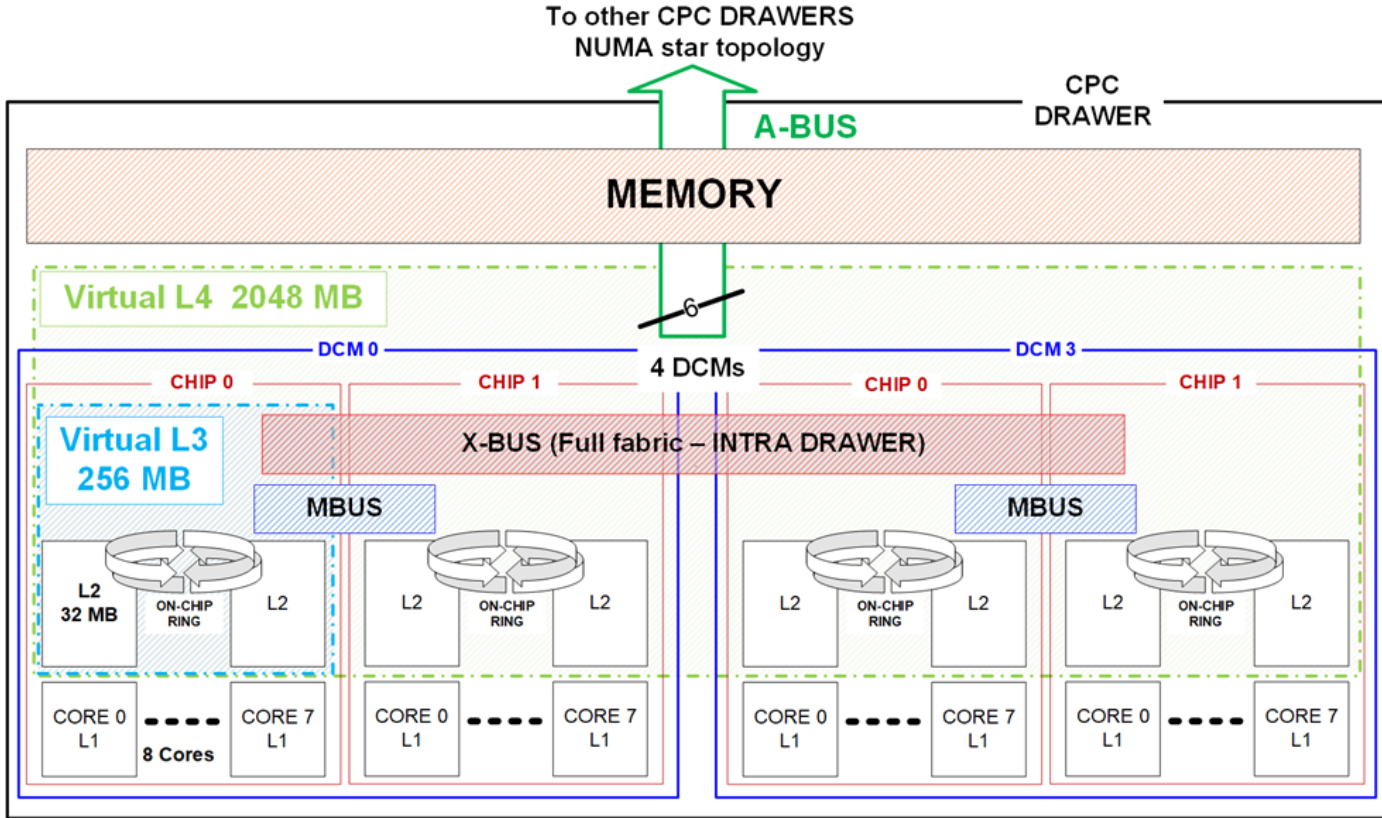 To other CPC DRAWERS
NUMA star topology
CPC
DRAWER
A-BUS
MEMORY
Virtual L4 2048 MB
6
DCM 0
4 DCMs
DCM 3
CHIP 0
CHIP 1
CHIP 0
CHIP 1
Virtual L3
256 MB
X-BUS (Full fabric – INTRA DRAWER)
MBUS
MBUS
L2
32 MB
ON-CHIP
RING
L2
L2
ON-CHIP
RING
L2
L2
ON-CHIP
RING
L2
L2
ON-CHIP
RING
L2
CORE 0
L1
8 Cores
CORE 7
L1
CORE 0
L1
CORE 7
L1
CORE 0
L1
CORE 7
L1
CORE 0
L1
CORE 7
L1